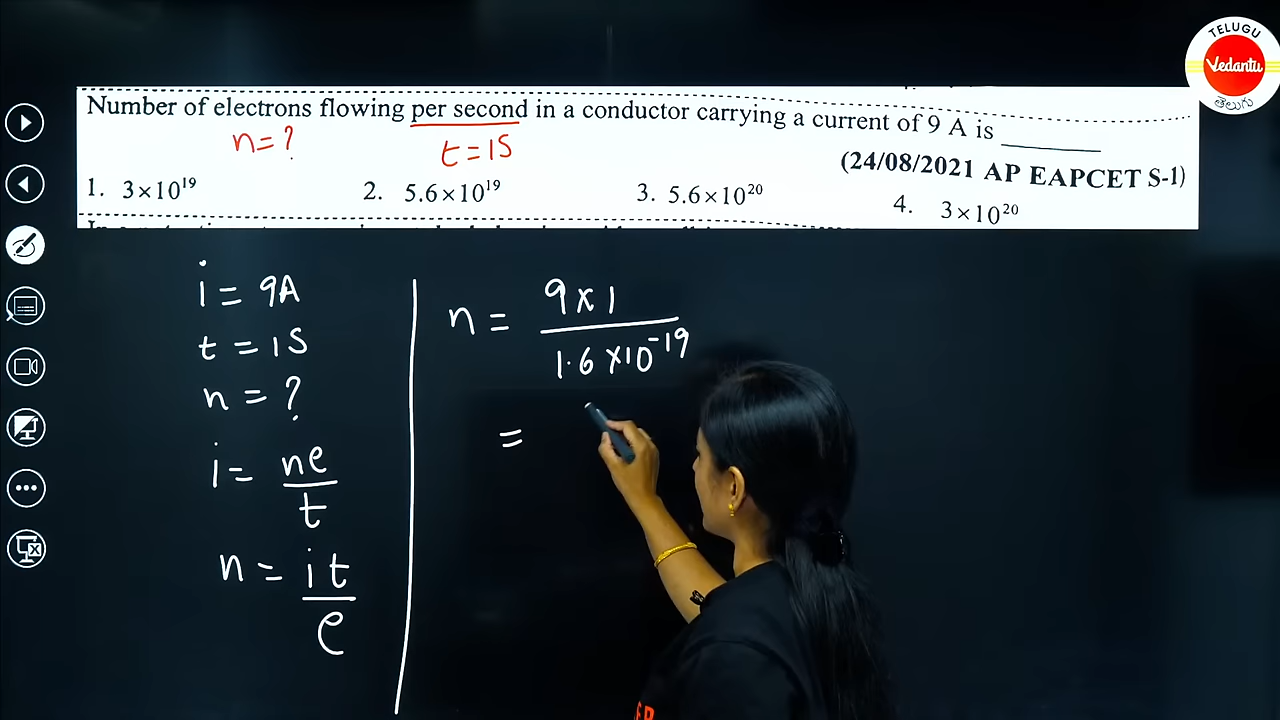 TELUGU
Vedantu
తెలుగు
Number of electrons flowing per second in a conductor carrying a current of 9 A is ________
n = ?
t = 1S
(24/08/2021 AP EAPCET S-1)
1. 3×10¹⁹ 2. 5.6×10¹⁹ 3. 5.6×10²⁰ 4. 3×10²⁰
i = 9A
t = 1S
n = ?
i = ne/t
n = it/e
n = 9 × 1 / 1.6 × 10⁻¹⁹
=